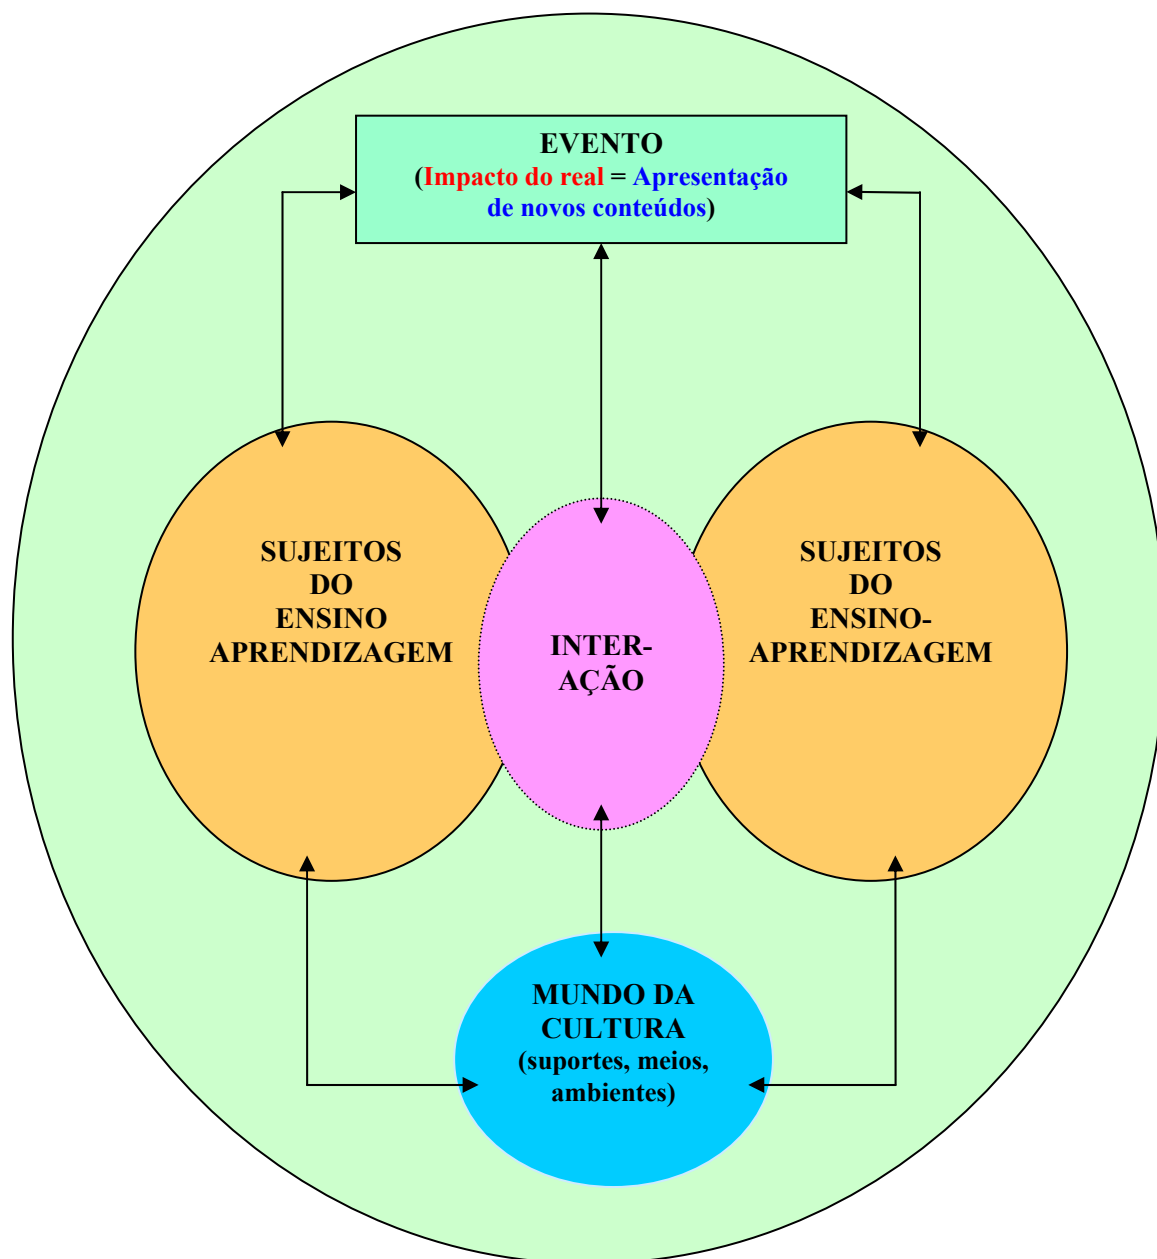 EVENTO
(Impacto do real = Apresentação
de novos conteúdos)
SUJEITOS
DO
ENSINO
APRENDIZAGEM
INTER-
AÇÃO
SUJEITOS
DO
ENSINO-
APRENDIZAGEM
MUNDO DA
CULTURA
(suportes, meios,
ambientes)